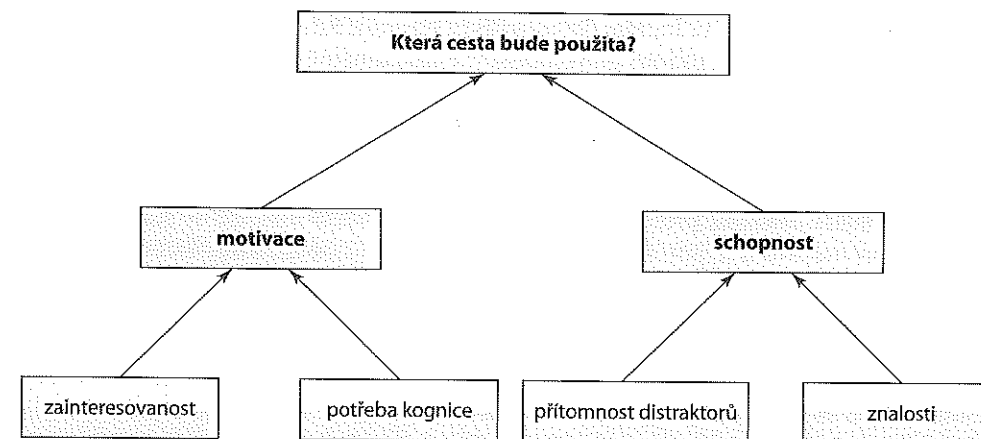 Která cesta bude použita?
motivace
schopnost
zainteresovanost
potřeba kognice
přítomnost distraktorů
znalosti